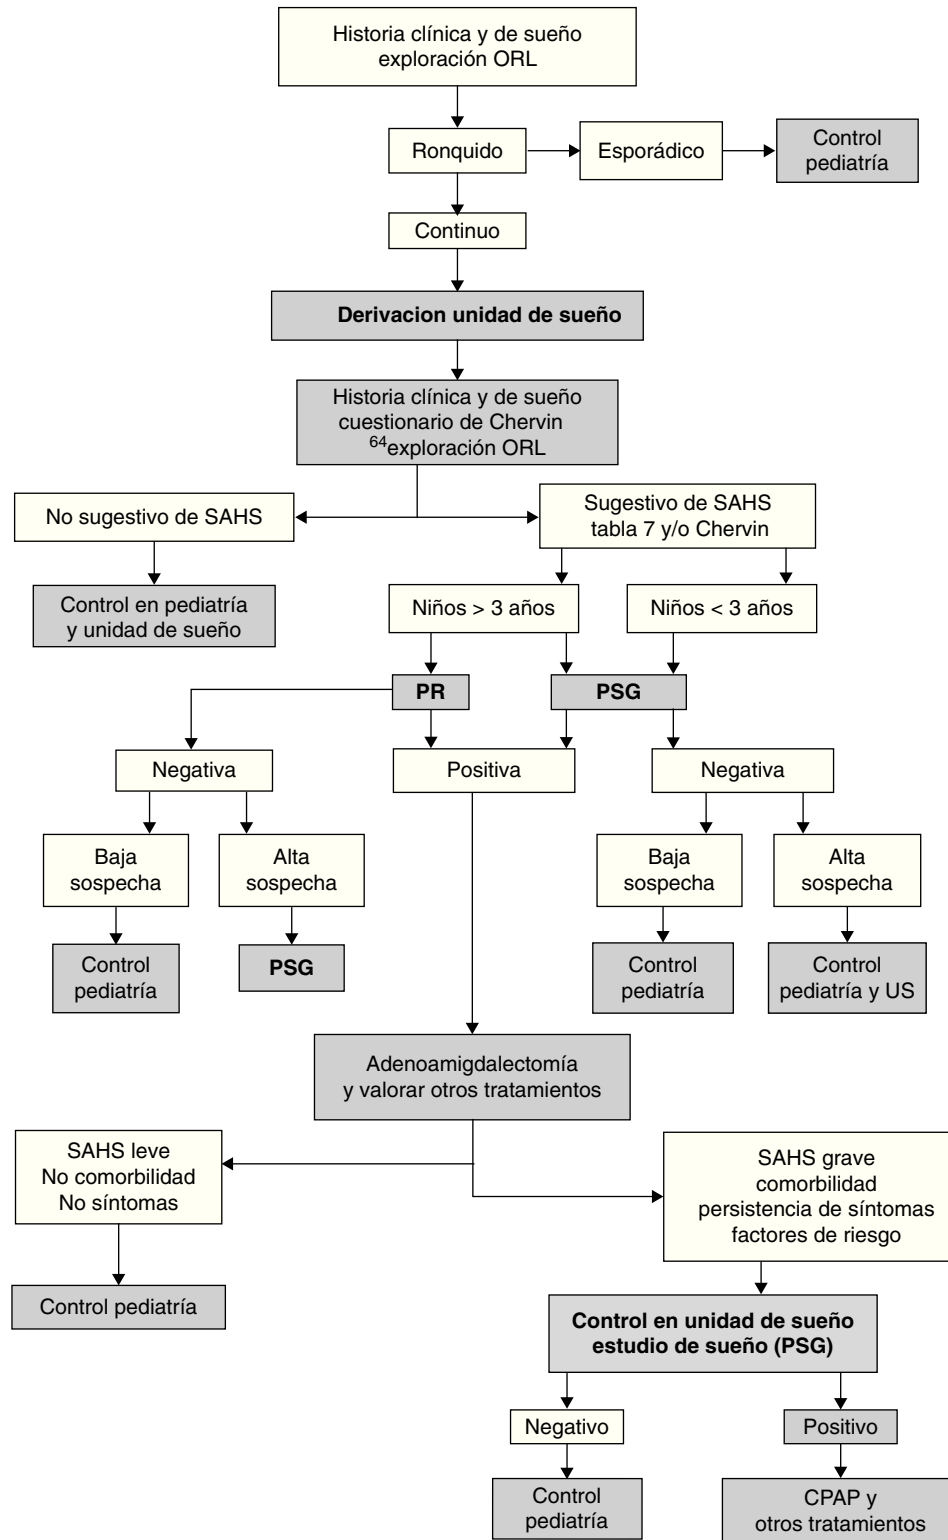 Historia clínica y de sueño
exploración ORL
Ronquido
Esporádico
Control
pediatría
Continuo
Derivacion unidad de sueño
Historia clínica y de sueño
cuestionario de Chervin
64exploración ORL
No sugestivo de SAHS
Sugestivo de SAHS
tabla 7 y/o Chervin
Control en pediatría
y unidad de sueño
Niños > 3 años
Niños < 3 años
PR
PSG
Negativa
Positiva
Negativa
Baja
sospecha
Alta
sospecha
Baja
sospecha
Alta
sospecha
Control
pediatría
PSG
Control
pediatría
Control
pediatría y US
Adenoamigdalectomía
y valorar otros tratamientos
SAHS leve
No comorbilidad
No síntomas
SAHS grave
comorbilidad
persistencia de síntomas
factores de riesgo
Control pediatría
Control en unidad de sueño
estudio de sueño (PSG)
Negativo
Positivo
Control
pediatría
CPAP y
otros tratamientos